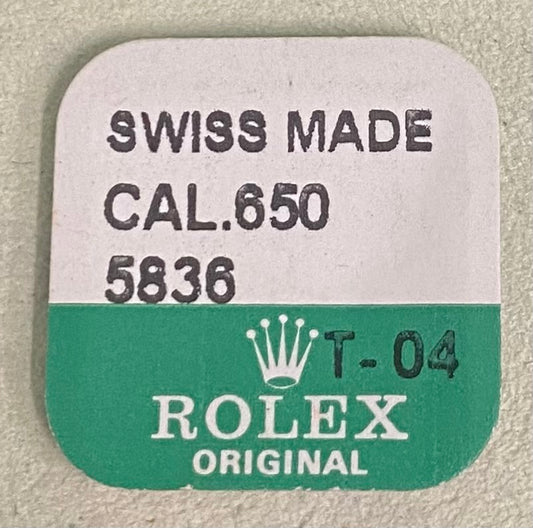 SWISS MADE
CAL.650
5836
T-04
ROLEX
ORIGINAL